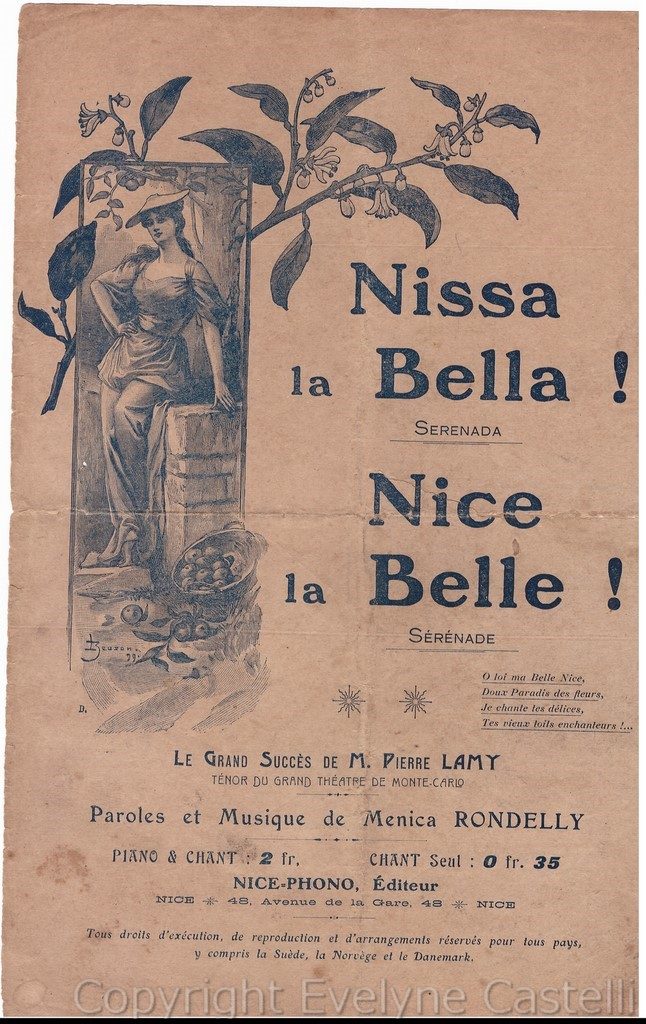 Nissa
la Bella !
SERENADA
Nice
la Belle !
SÉRÉNADE
O toi ma Belle Nice,
Doux Paradis des fleurs,
Je chante tes délices,
Tes vieux toits enchanteurs !...
99
D.
LE GRAND SUCCÈS DE M. PIERRE LAMY
TÉNOR DU GRAND THÉATRE DE MONTE-CARLO
Paroles et Musique de Menica RONDELLY
PIANO & CHANT : 2 fr, CHANT Seul : 0 fr. 35
NICE-PHONO, Éditeur
NICE 48, Avenue de la Gare, 48 NICE
Tous droits d'exécution, de reproduction et d'arrangements réservés pour tous pays,
y compris la Suède, la Norvège et le Danemark.
Copyright Evelyne Castelli